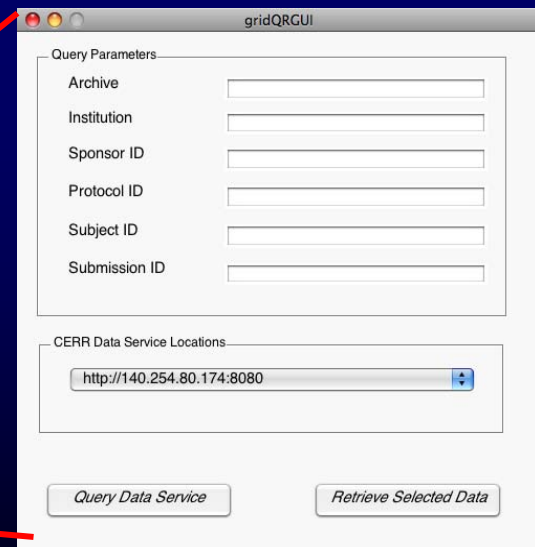 gridQRGUI
Query Parameters
Archive
Institution
Sponsor ID
Protocol ID
Subject ID
Submission ID
CERR Data Service Locations
http://140.254.80.174:8080
Query Data Service Retrieve Selected Data